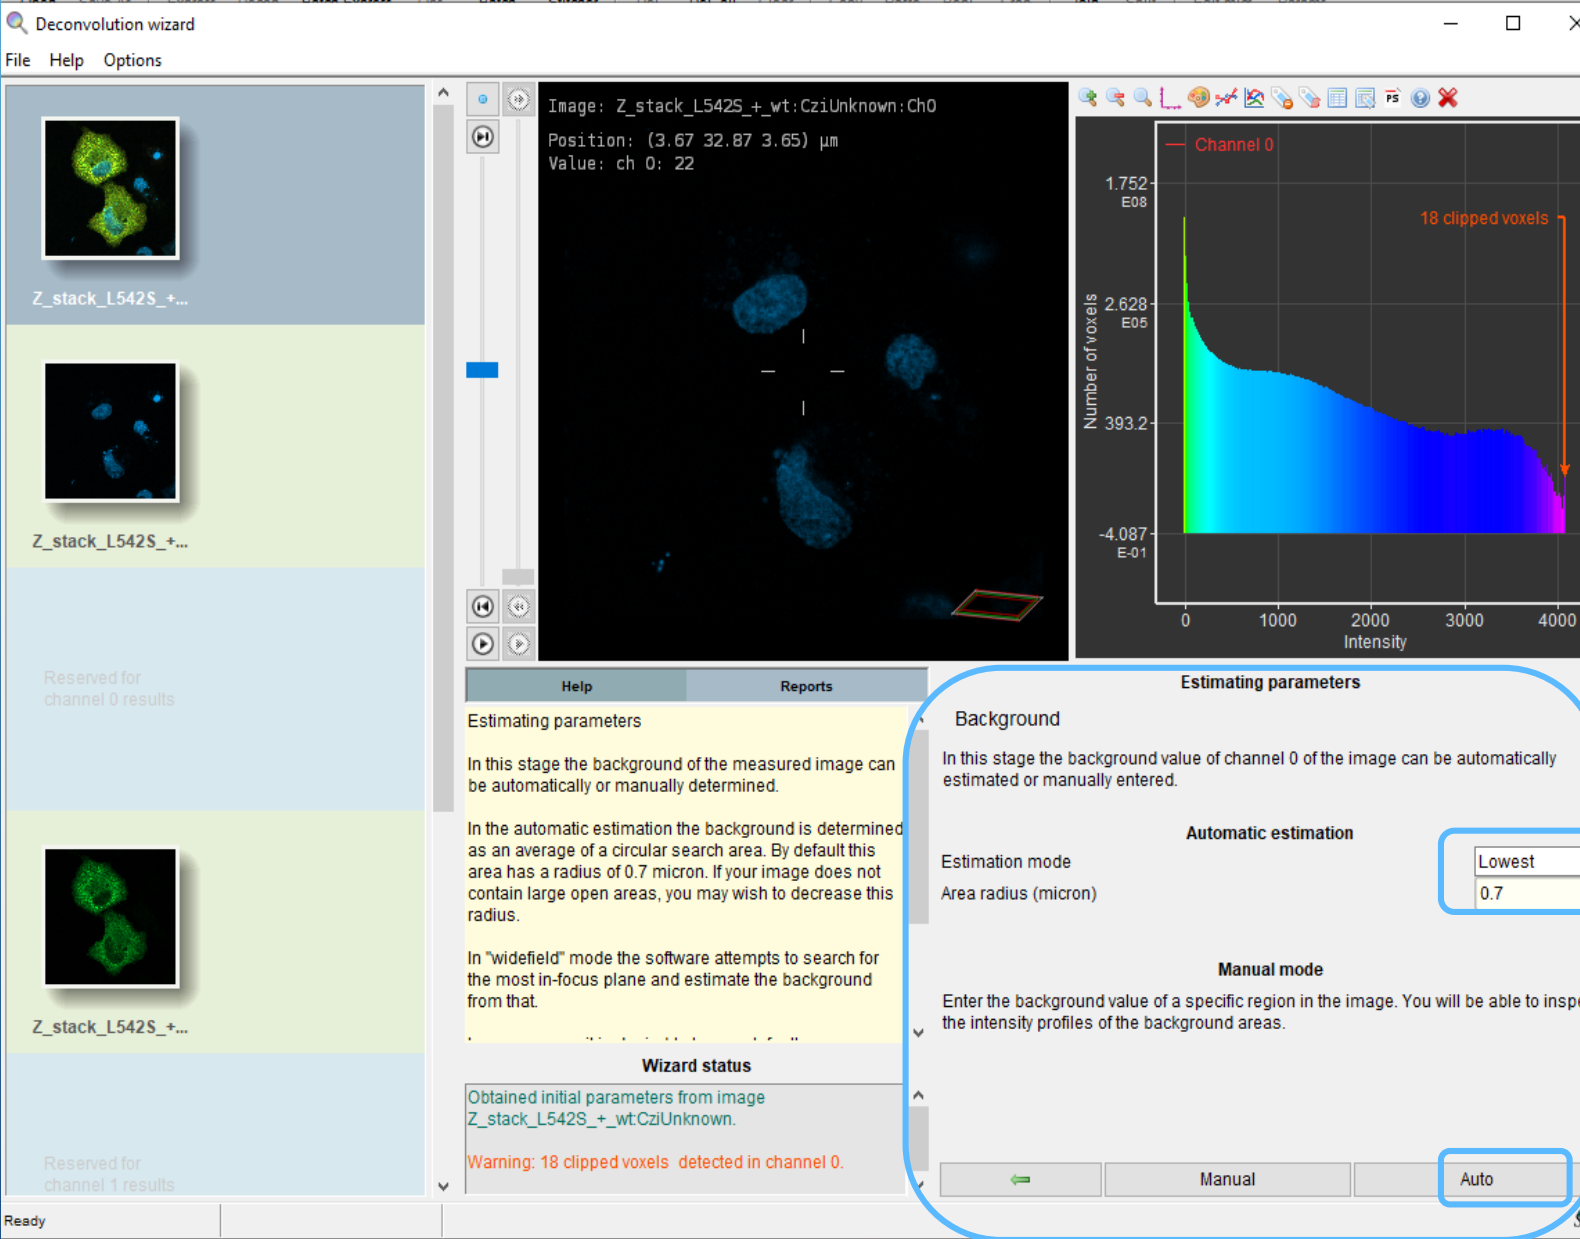 Deconvolution wizard
File Help Options
Z_stack_L542S_+...
Z_stack_L542S_+...
Reserved for
channel 0 results
Z_stack_L542S_+...
Reserved for
channel 1 results
Image: Z_stack_L542S_+_wt:CziUnknown:Ch0
Position: (3.67 32.87 3.65) µm
Value: ch 0: 22
PS
Channel 0
18 clipped voxels
1.752
E08
2.628
E05
393.2
-4.087
E-01
Number of voxels
0 1000 2000 3000 4000
Intensity
Help Reports
Estimating parameters
In this stage the background of the measured image can
be automatically or manually determined.
In the automatic estimation the background is determined
as an average of a circular search area. By default this
area has a radius of 0.7 micron. If your image does not
contain large open areas, you may wish to decrease this
radius.
In "widefield" mode the software attempts to search for
the most in-focus plane and estimate the background
from that.
Wizard status
Obtained initial parameters from image
Z_stack_L542S_+_wt:CziUnknown.
Warning: 18 clipped voxels detected in channel 0.
Estimating parameters
Background
In this stage the background value of channel 0 of the image can be automatically
estimated or manually entered.
Automatic estimation
Estimation mode Lowest
Area radius (micron) 0.7
Manual mode
Enter the background value of a specific region in the image. You will be able to inspe
the intensity profiles of the background areas.
Manual Auto
Ready